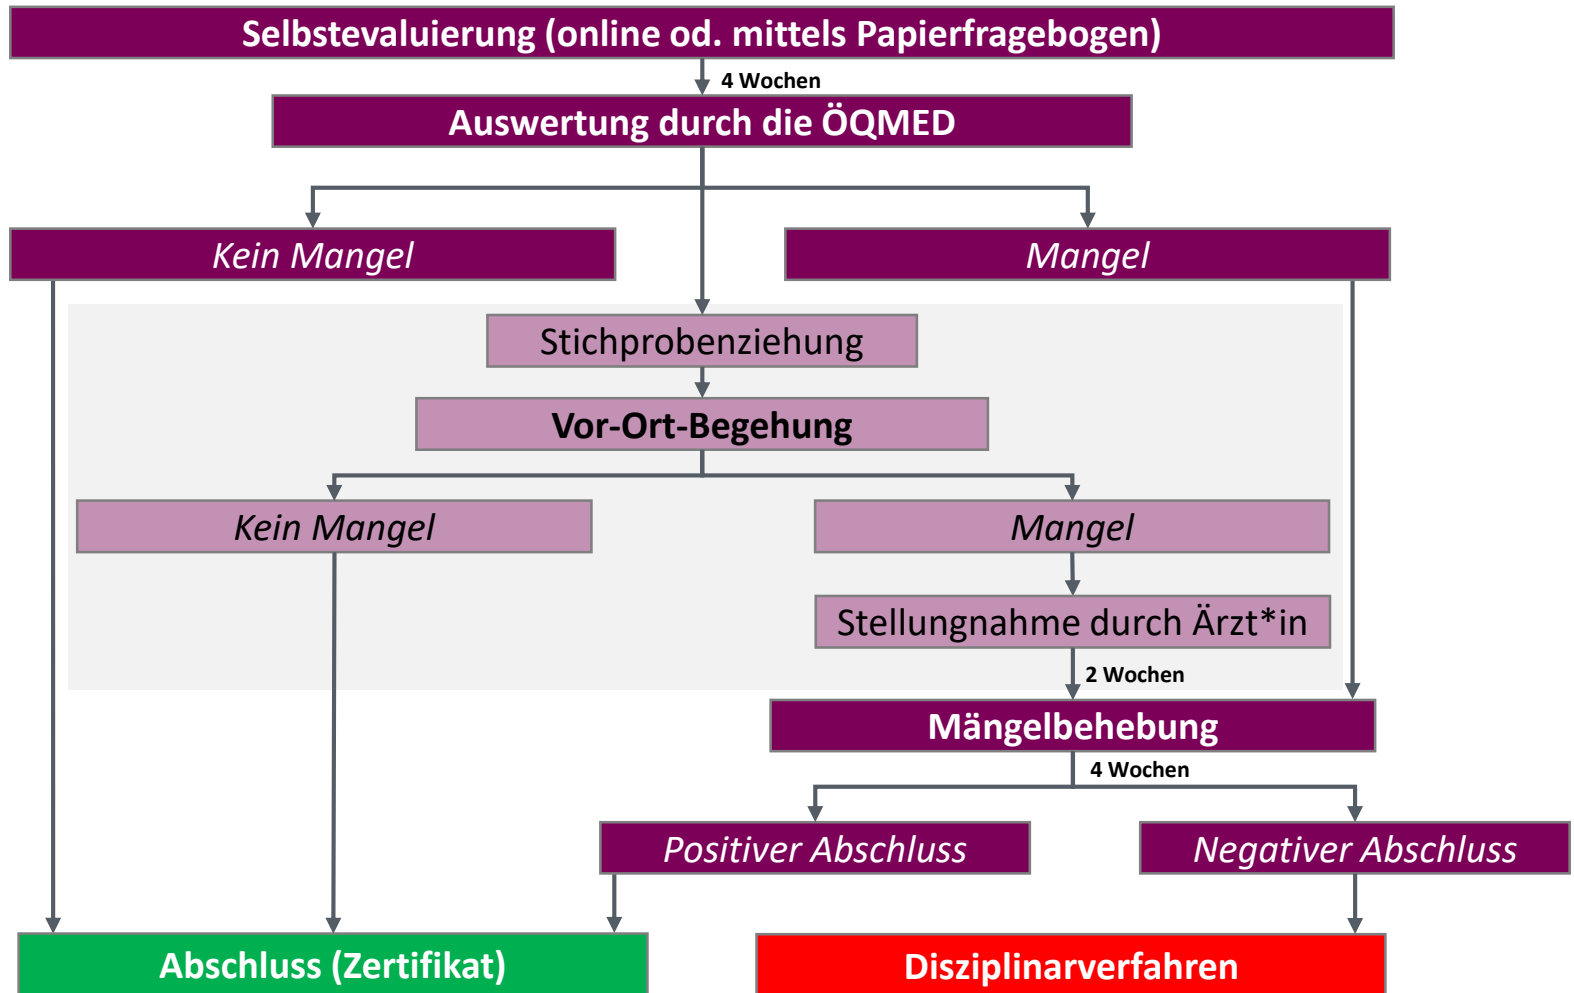 Selbstevaluierung (online od. mittels Papierfragebogen)
4 Wochen
Auswertung durch die ÖQMED
Kein Mangel
Mangel
Stichprobenziehung
Vor-Ort-Begehung
Kein Mangel
Mangel
Stellungnahme durch Ärzt*in
2 Wochen
Mängelbehebung
4 Wochen
Positiver Abschluss
Negativer Abschluss
Abschluss (Zertifikat)
Disziplinarverfahren